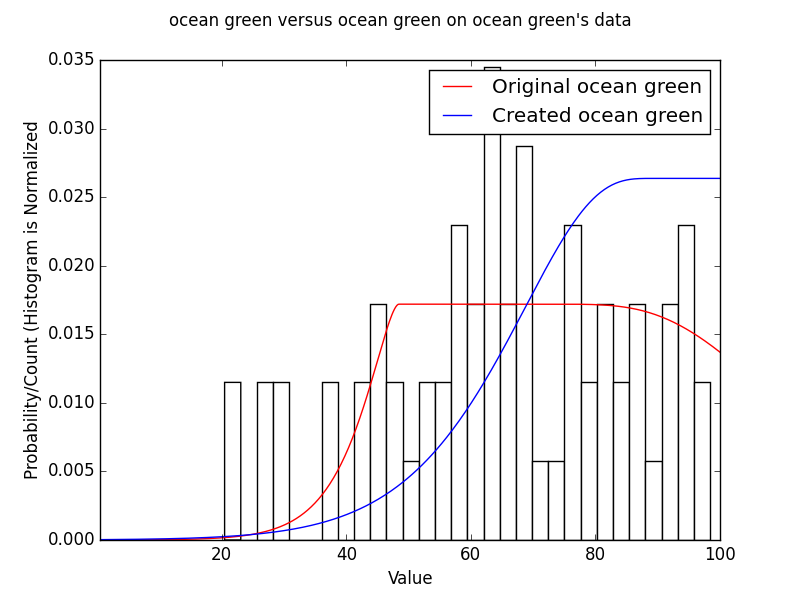 ocean green versus ocean green on ocean green's data
0.035
0.030
0.025
0.020
0.015
0.010
0.005
0.000
Probability/Count (Histogram is Normalized
Original ocean green
Created ocean green
20
40
60
80
100
Value